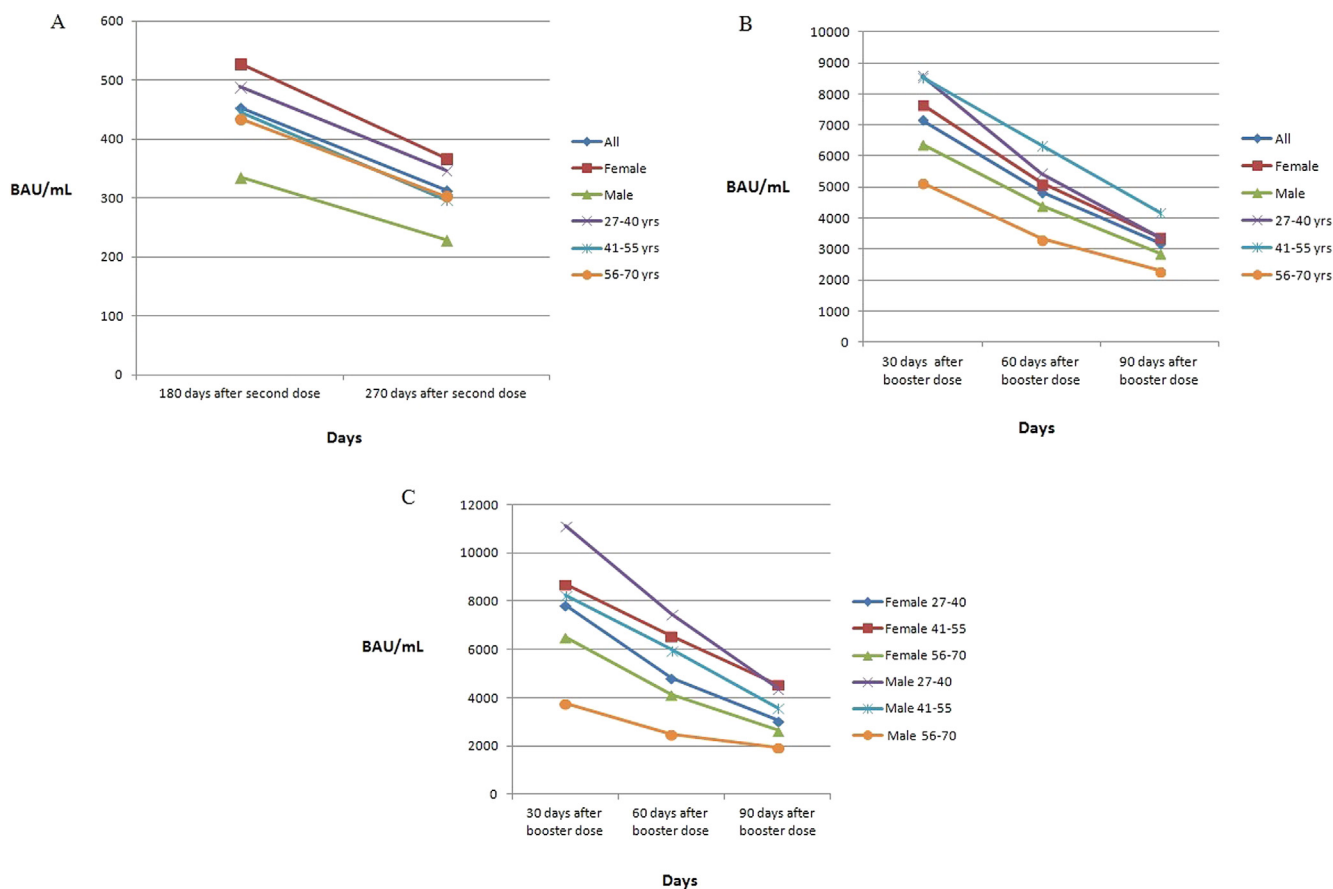 A
600
500
400
300
200
100
0
BAU/mL
180 days after second dose
270 days after second dose
Days
All
Female
Male
27-40 yrs
41-55 yrs
56-70 yrs
B
10000
9000
8000
7000
6000
5000
4000
3000
2000
1000
0
BAU/mL
30 days after
booster dose
60 days after
booster dose
90 days after
booster dose
Days
All
Female
Male
27-40 yrs
41-55 yrs
56-70 yrs
C
12000
10000
8000
6000
4000
2000
0
BAU/mL
30 days after
booster dose
60 days after
booster dose
90 days after
booster dose
Days
Female 27-40
Female 41-55
Female 56-70
Male 27-40
Male 41-55
Male 56-70